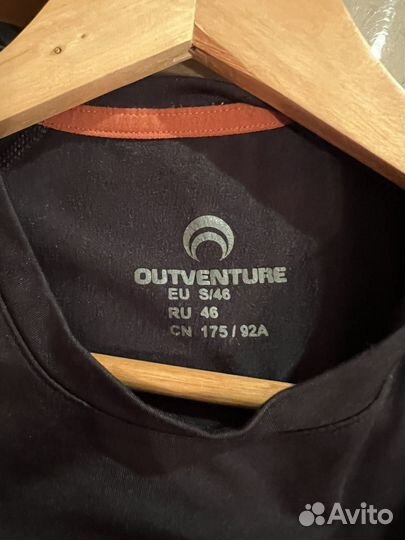 OUTVENTURE
EU S/46
RU 46
CN 175 / 92A
Avito